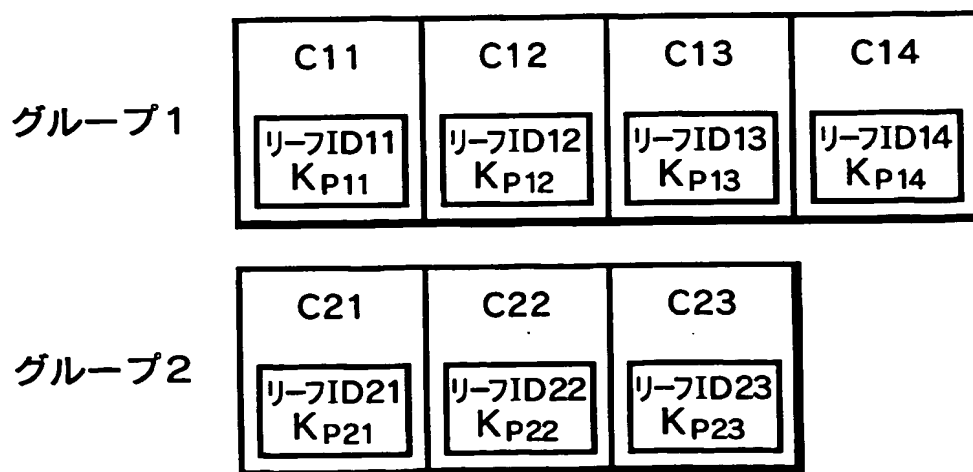 C11 C12 C13 C14
グループ1
リーフID11 リーフID12 リーフID13 リーフID14
KP11 KP12 KP13 KP14
C21 C22 C23
グループ2
リーフID21 リーフID22 リーフID23
KP21 KP22 KP23